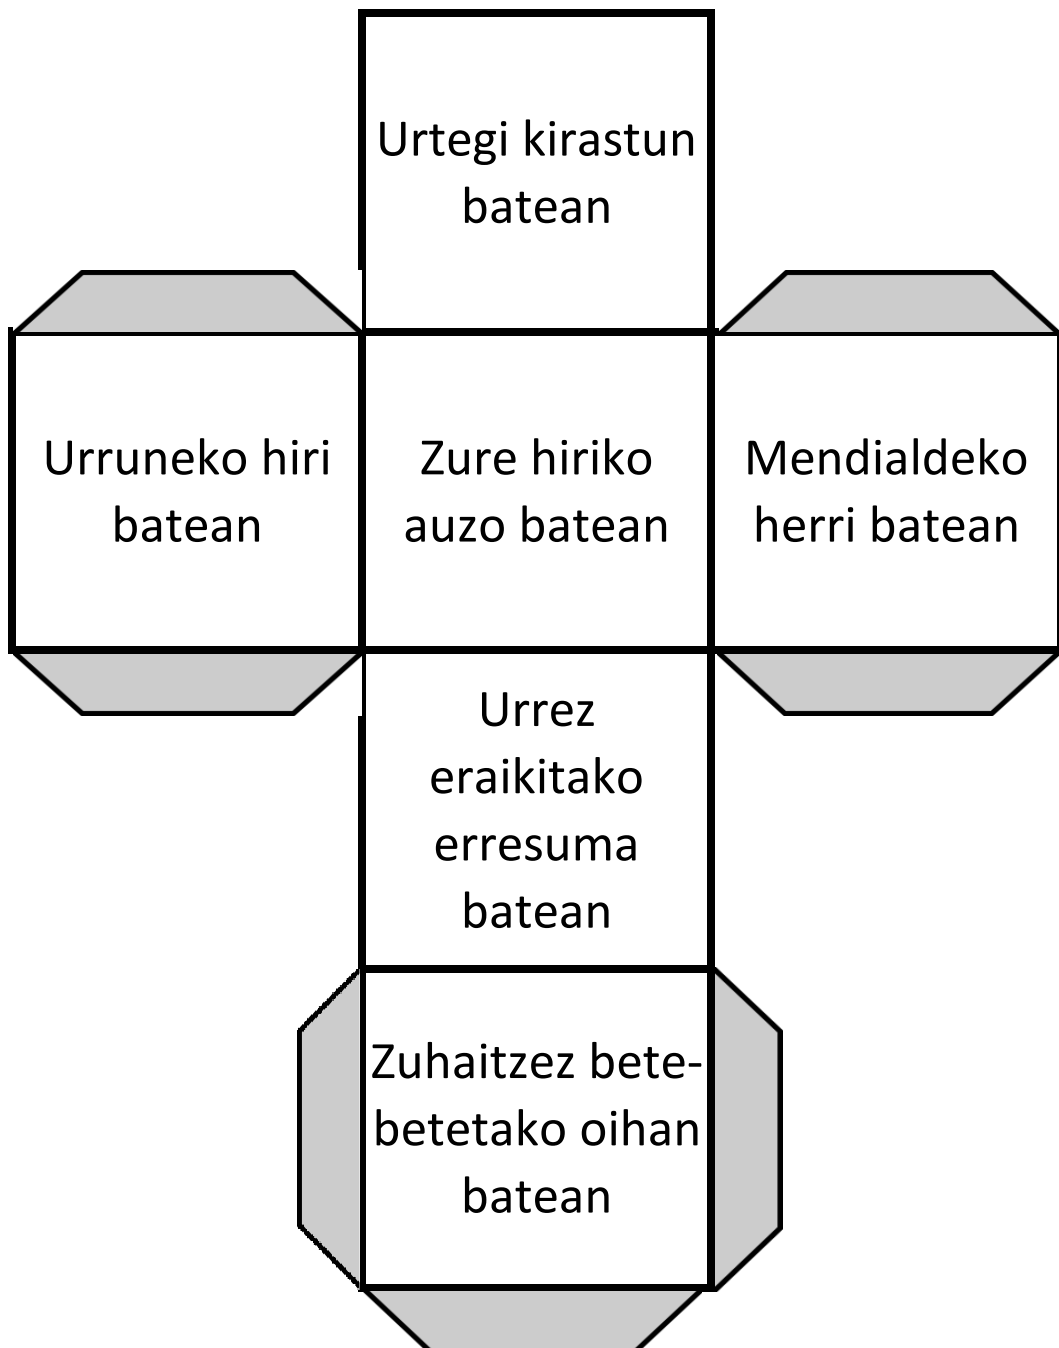 Urtegi kirastun
batean
Urruneko hiri
batean
Zure hiriko
auzo batean
Mendialdeko
herri batean
Urrez
eraikitako
erresuma
batean
Zuhaitzez bete-
betetako oihan
batean